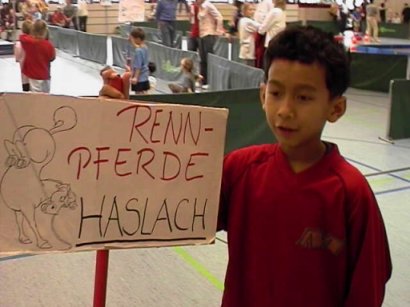 RENN-
PFERDE
HASLACH